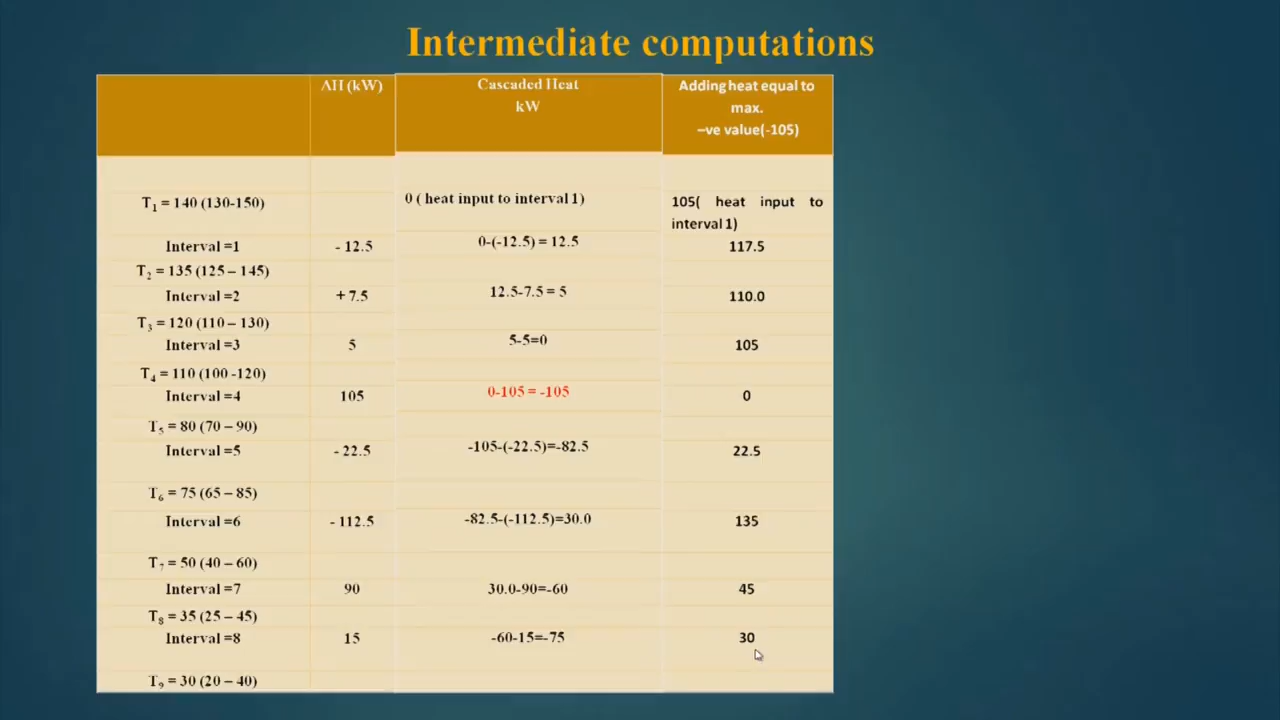 Intermediate computations
ΔH (kW)
Cascaded Heat
kW
Adding heat equal to
max.
–ve value(-105)
T1 = 140 (130-150)
0 ( heat input to interval 1)
105( heat input to
interval 1)
Interval =1
- 12.5
0-(-12.5) = 12.5
117.5
T2 = 135 (125 – 145)
Interval =2
+ 7.5
12.5-7.5 = 5
110.0
T3 = 120 (110 – 130)
Interval =3
5
5-5=0
105
T4 = 110 (100 -120)
Interval =4
105
0-105 = -105
0
T5 = 80 (70 – 90)
Interval =5
- 22.5
-105-(-22.5)=-82.5
22.5
T6 = 75 (65 – 85)
Interval =6
- 112.5
-82.5-(-112.5)=30.0
135
T7 = 50 (40 – 60)
Interval =7
90
30.0-90=-60
45
T8 = 35 (25 – 45)
Interval =8
15
-60-15=-75
30
T9 = 30 (20 – 40)